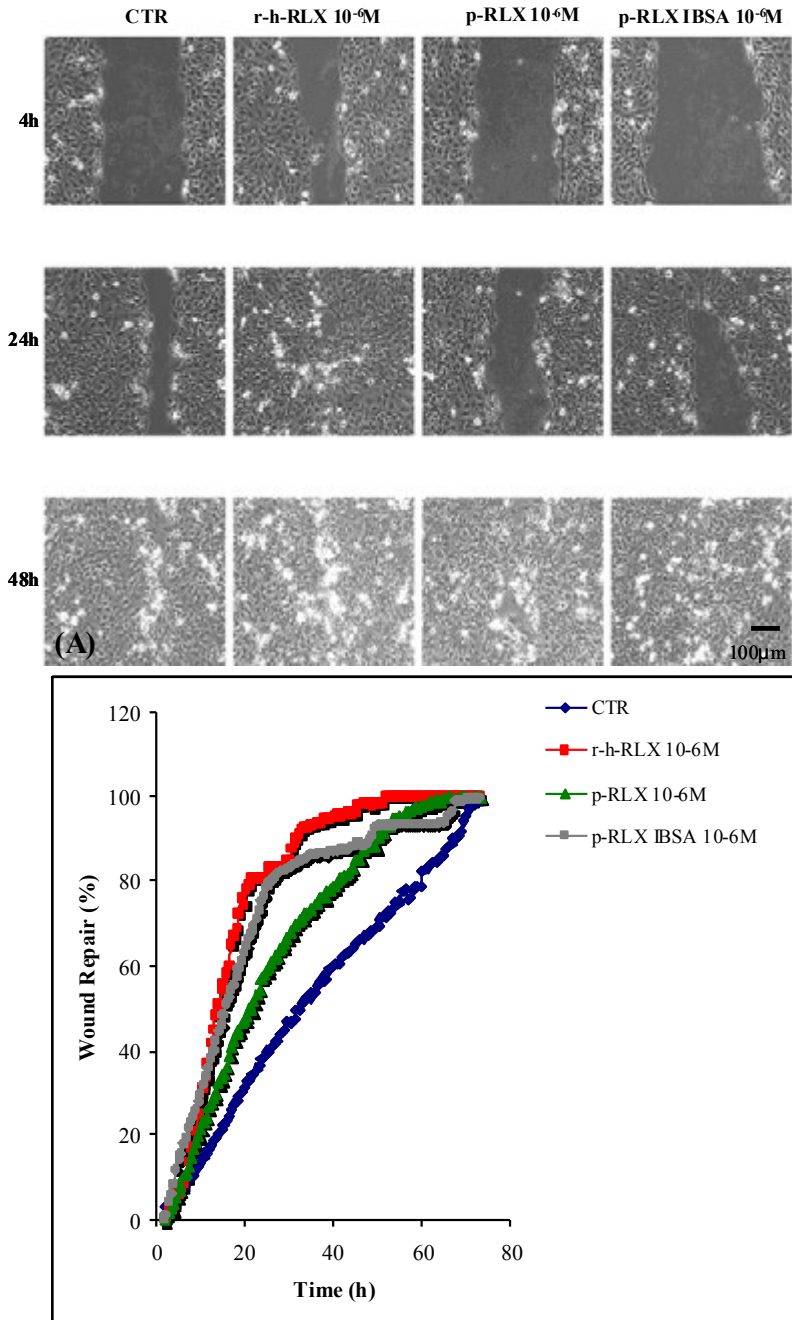 CTR r-h-RLX 10-⁶M p-RLX 10-⁶M p-RLX IBSA 10-⁶M
4h
24h
48h
(A)
100µm
120
100
80
60
40
20
0
Wound Repair (%)
0 20 40 60 80
Time (h)
CTR
r-h-RLX 10-6M
p-RLX 10-6M
p-RLX IBSA 10-6M